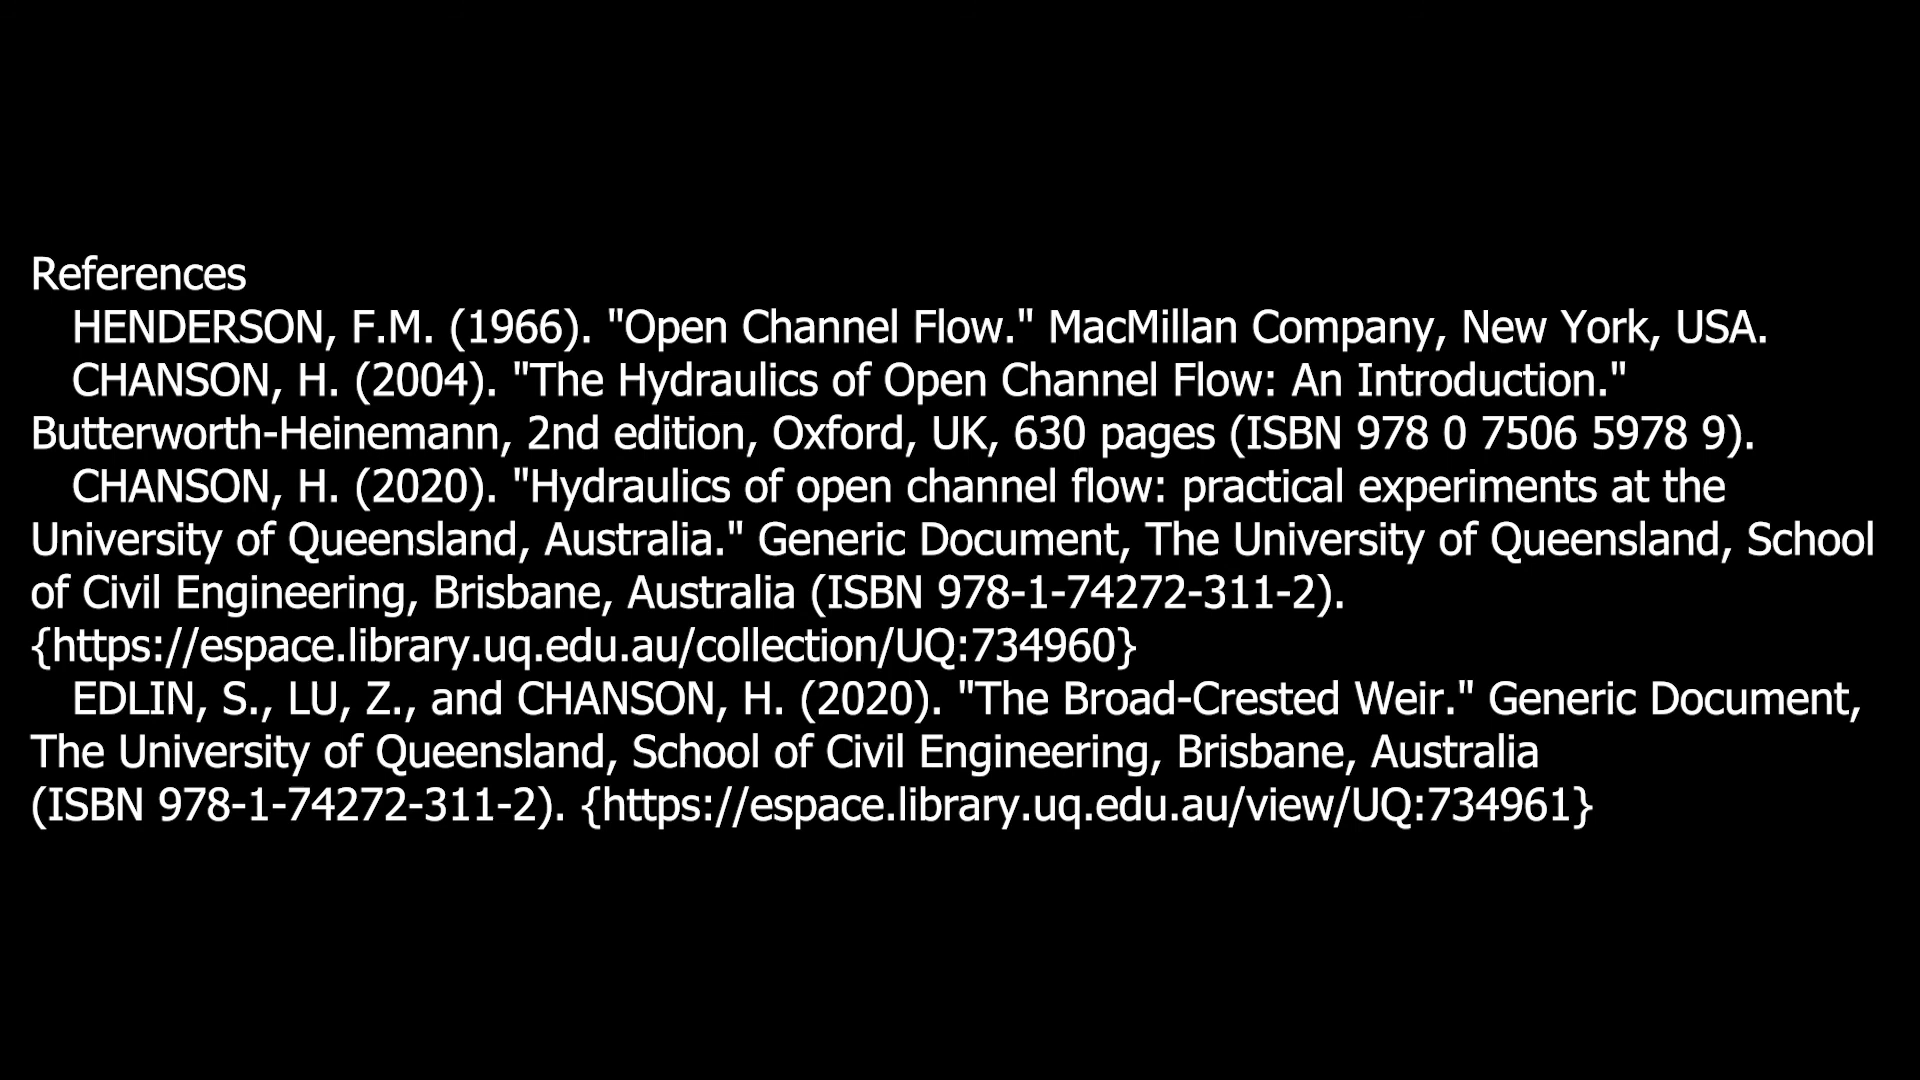 References
HENDERSON, F.M. (1966). "Open Channel Flow." MacMillan Company, New York, USA.
CHANSON, H. (2004). "The Hydraulics of Open Channel Flow: An Introduction."
Butterworth-Heinemann, 2nd edition, Oxford, UK, 630 pages (ISBN 978 0 7506 5978 9).
CHANSON, H. (2020). "Hydraulics of open channel flow: practical experiments at the
University of Queensland, Australia." Generic Document, The University of Queensland, School
of Civil Engineering, Brisbane, Australia (ISBN 978-1-74272-311-2).
{https://espace.library.uq.edu.au/collection/UQ:734960}
EDLIN, S., LU, Z., and CHANSON, H. (2020). "The Broad-Crested Weir." Generic Document,
The University of Queensland, School of Civil Engineering, Brisbane, Australia
(ISBN 978-1-74272-311-2). {https://espace.library.uq.edu.au/view/UQ:734961}